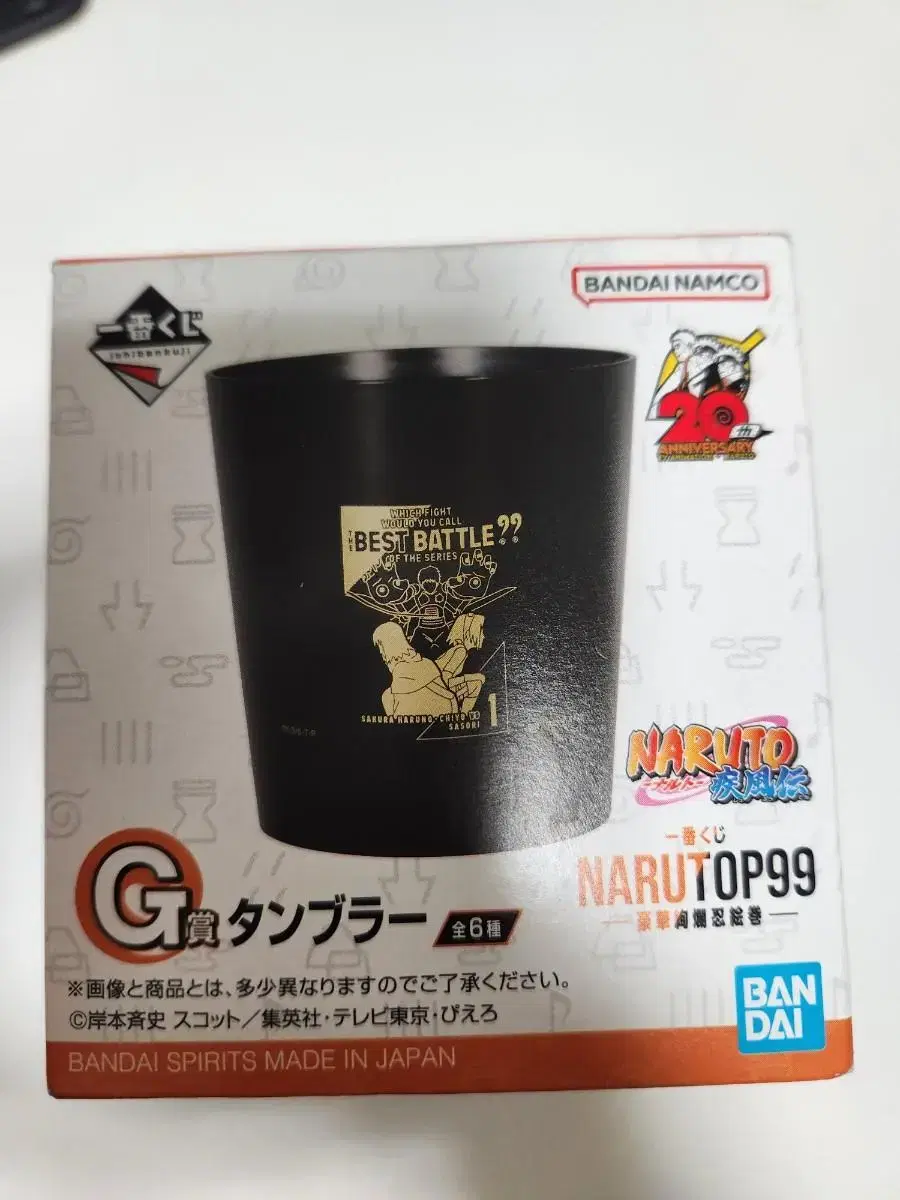 一番くじ
ichibankuji
BANDAI NAMCO
20th
ANNIVERSARY
WHICH FIGHT
WOULD YOU CALL
THE
BEST BATTLE??
OF THE SERIES
SAKURA HARUNO・CHIYO VS
SASORI
1
NARUTO
ーナルトー
疾風伝
一番くじ
NARUTOP99
豪華絢爛忍絵巻
G賞 タンブラー 全6種
※画像と商品とは、多少異なりますのでご了承ください。
©岸本斉史 スコット／集英社・テレビ東京・ぴえろ
BAN
DAI
BANDAI SPIRITS MADE IN JAPAN